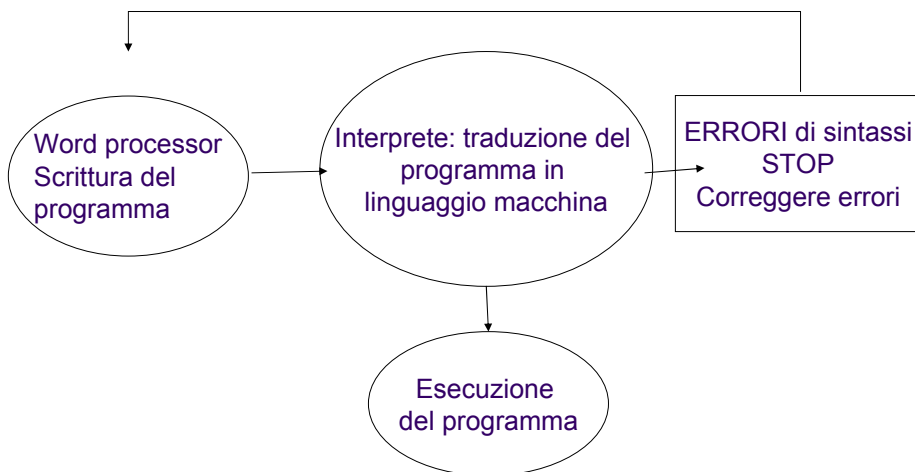 Word processor
Scrittura del
programma
Interprete: traduzione del
programma in
linguaggio macchina
ERRORI di sintassi
STOP
Correggere errori
Esecuzione
del programma